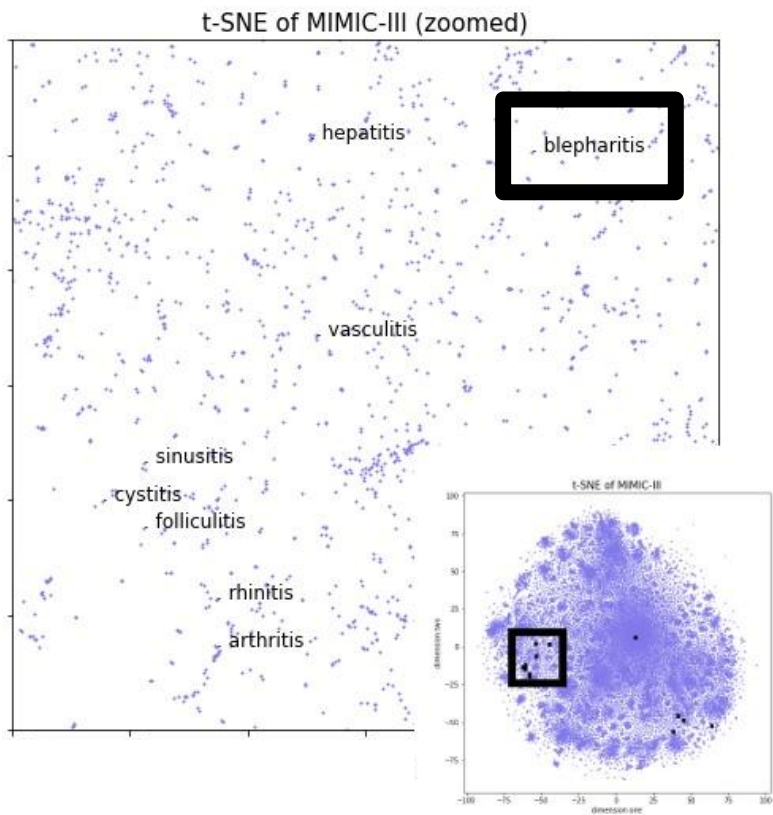 t-SNE of MIMIC-III (zoomed)
hepatitis
blepharitis
vasculitis
sinusitis
cystitis
folliculitis
rhinitis
arthritis
t-SNE of MIMIC-III
100
75
50
25
0
−25
−50
−75
dimension two
−100 −75 −50 −25 0 25 50 75 100
dimension one